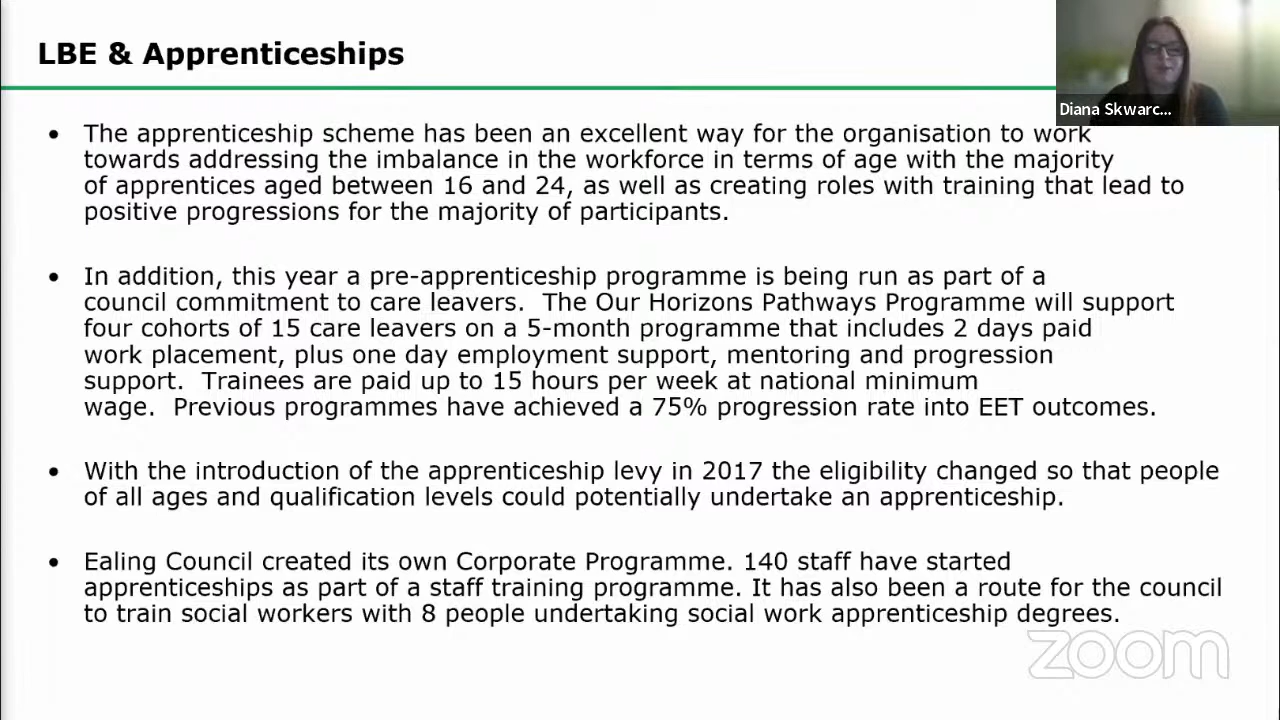 LBE & Apprenticeships
Diana Skwarc...
• The apprenticeship scheme has been an excellent way for the organisation to work
towards addressing the imbalance in the workforce in terms of age with the majority
of apprentices aged between 16 and 24, as well as creating roles with training that lead to
positive progressions for the majority of participants.
• In addition, this year a pre-apprenticeship programme is being run as part of a
council commitment to care leavers.  The Our Horizons Pathways Programme will support
four cohorts of 15 care leavers on a 5-month programme that includes 2 days paid
work placement, plus one day employment support, mentoring and progression
support.  Trainees are paid up to 15 hours per week at national minimum
wage.  Previous programmes have achieved a 75% progression rate into EET outcomes.
• With the introduction of the apprenticeship levy in 2017 the eligibility changed so that people
of all ages and qualification levels could potentially undertake an apprenticeship.
• Ealing Council created its own Corporate Programme. 140 staff have started
apprenticeships as part of a staff training programme. It has also been a route for the council
to train social workers with 8 people undertaking social work apprenticeship degrees.
zoom